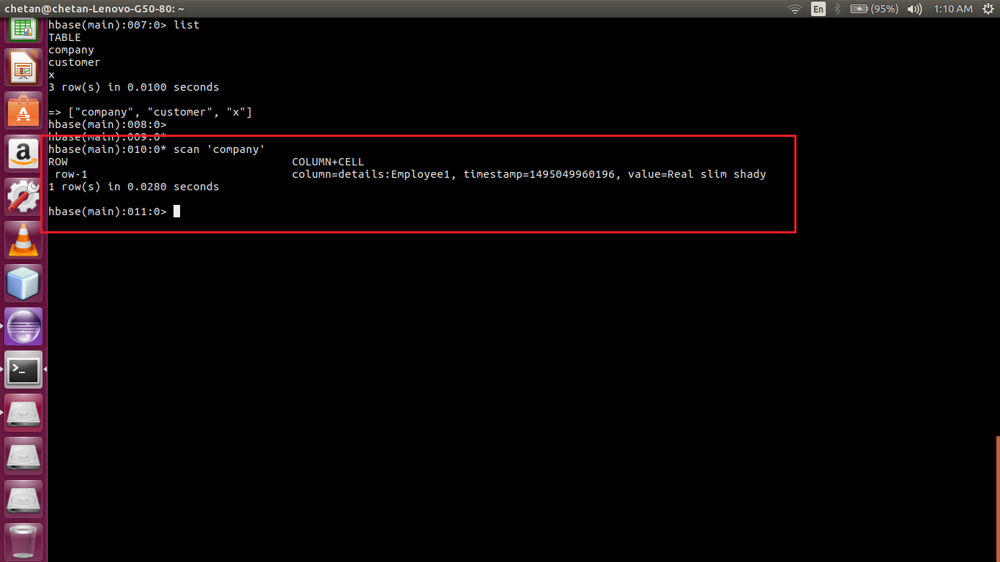 chetan@chetan-Lenovo-G50-80: ~ En (95%) 1:10 AM
hbase(main):007:0> list
TABLE
company
customer
x
3 row(s) in 0.0100 seconds
=> ["company", "customer", "x"]
hbase(main):008:0>
hbase(main):009:0*
hbase(main):010:0* scan 'company'
ROW COLUMN+CELL
row-1 column=details:Employee1, timestamp=1495049960196, value=Real slim shady
1 row(s) in 0.0280 seconds
hbase(main):011:0>